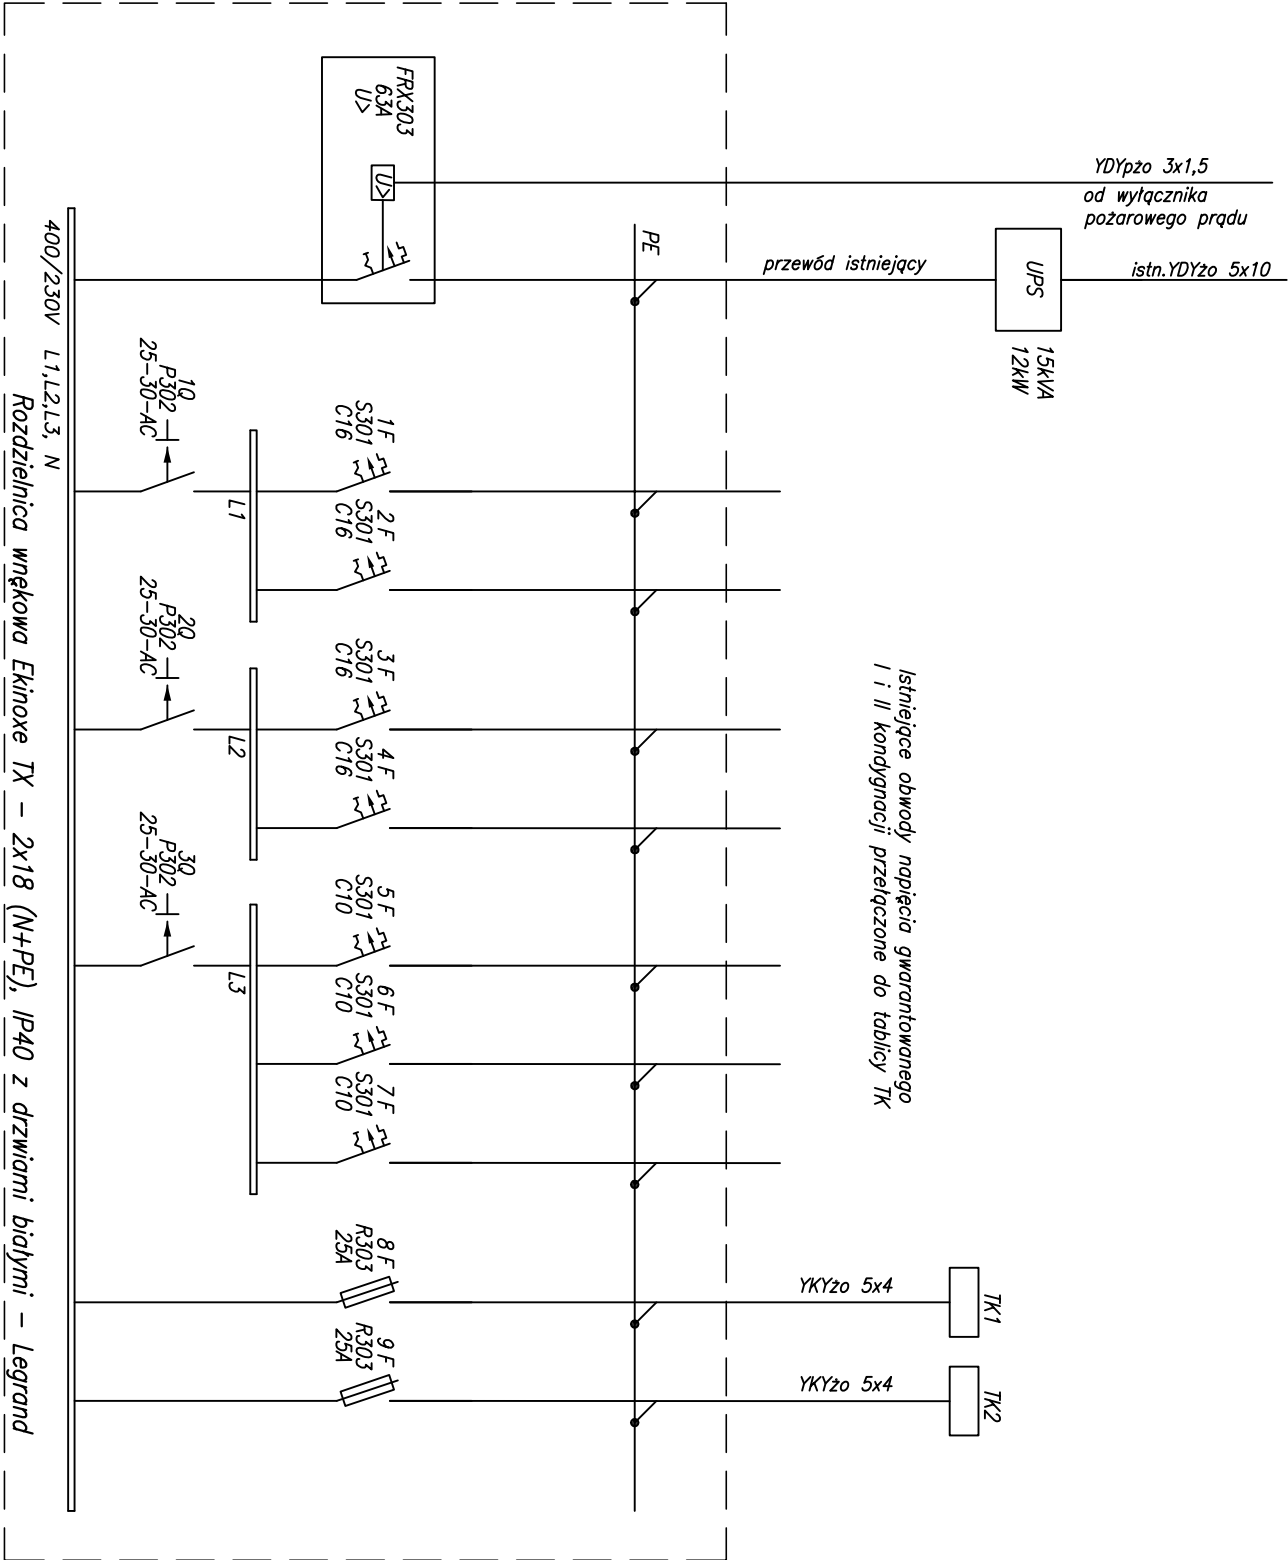 FRX303
63A
U>
U>
YDYpżo 3x1,5
od wyłącznika
pożarowego prądu
PE
przewód istniejący
UPS
istn.YDYżo 5x10
15kVA
12kW
400/230V L1,L2,L3, N
1Q
P302
25-30-AC
L1
1F
S301
C16
2F
S301
C16
2Q
P302
25-30-AC
L2
3F
S301
C16
4F
S301
C16
3Q
P302
25-30-AC
L3
5F
S301
C10
6F
S301
C10
7F
S301
C10
8F
R303
25A
9F
R303
25A
Istniejące obwody napięcia gwarantowanego
I i II kondygnacji przełączone do tablicy TK
YKYżo 5x4
TK1
YKYżo 5x4
TK2
Rozdzielnica wnękowa Ekinoxe TX - 2x18 (N+PE), IP40 z drzwiami białymi - Legrand